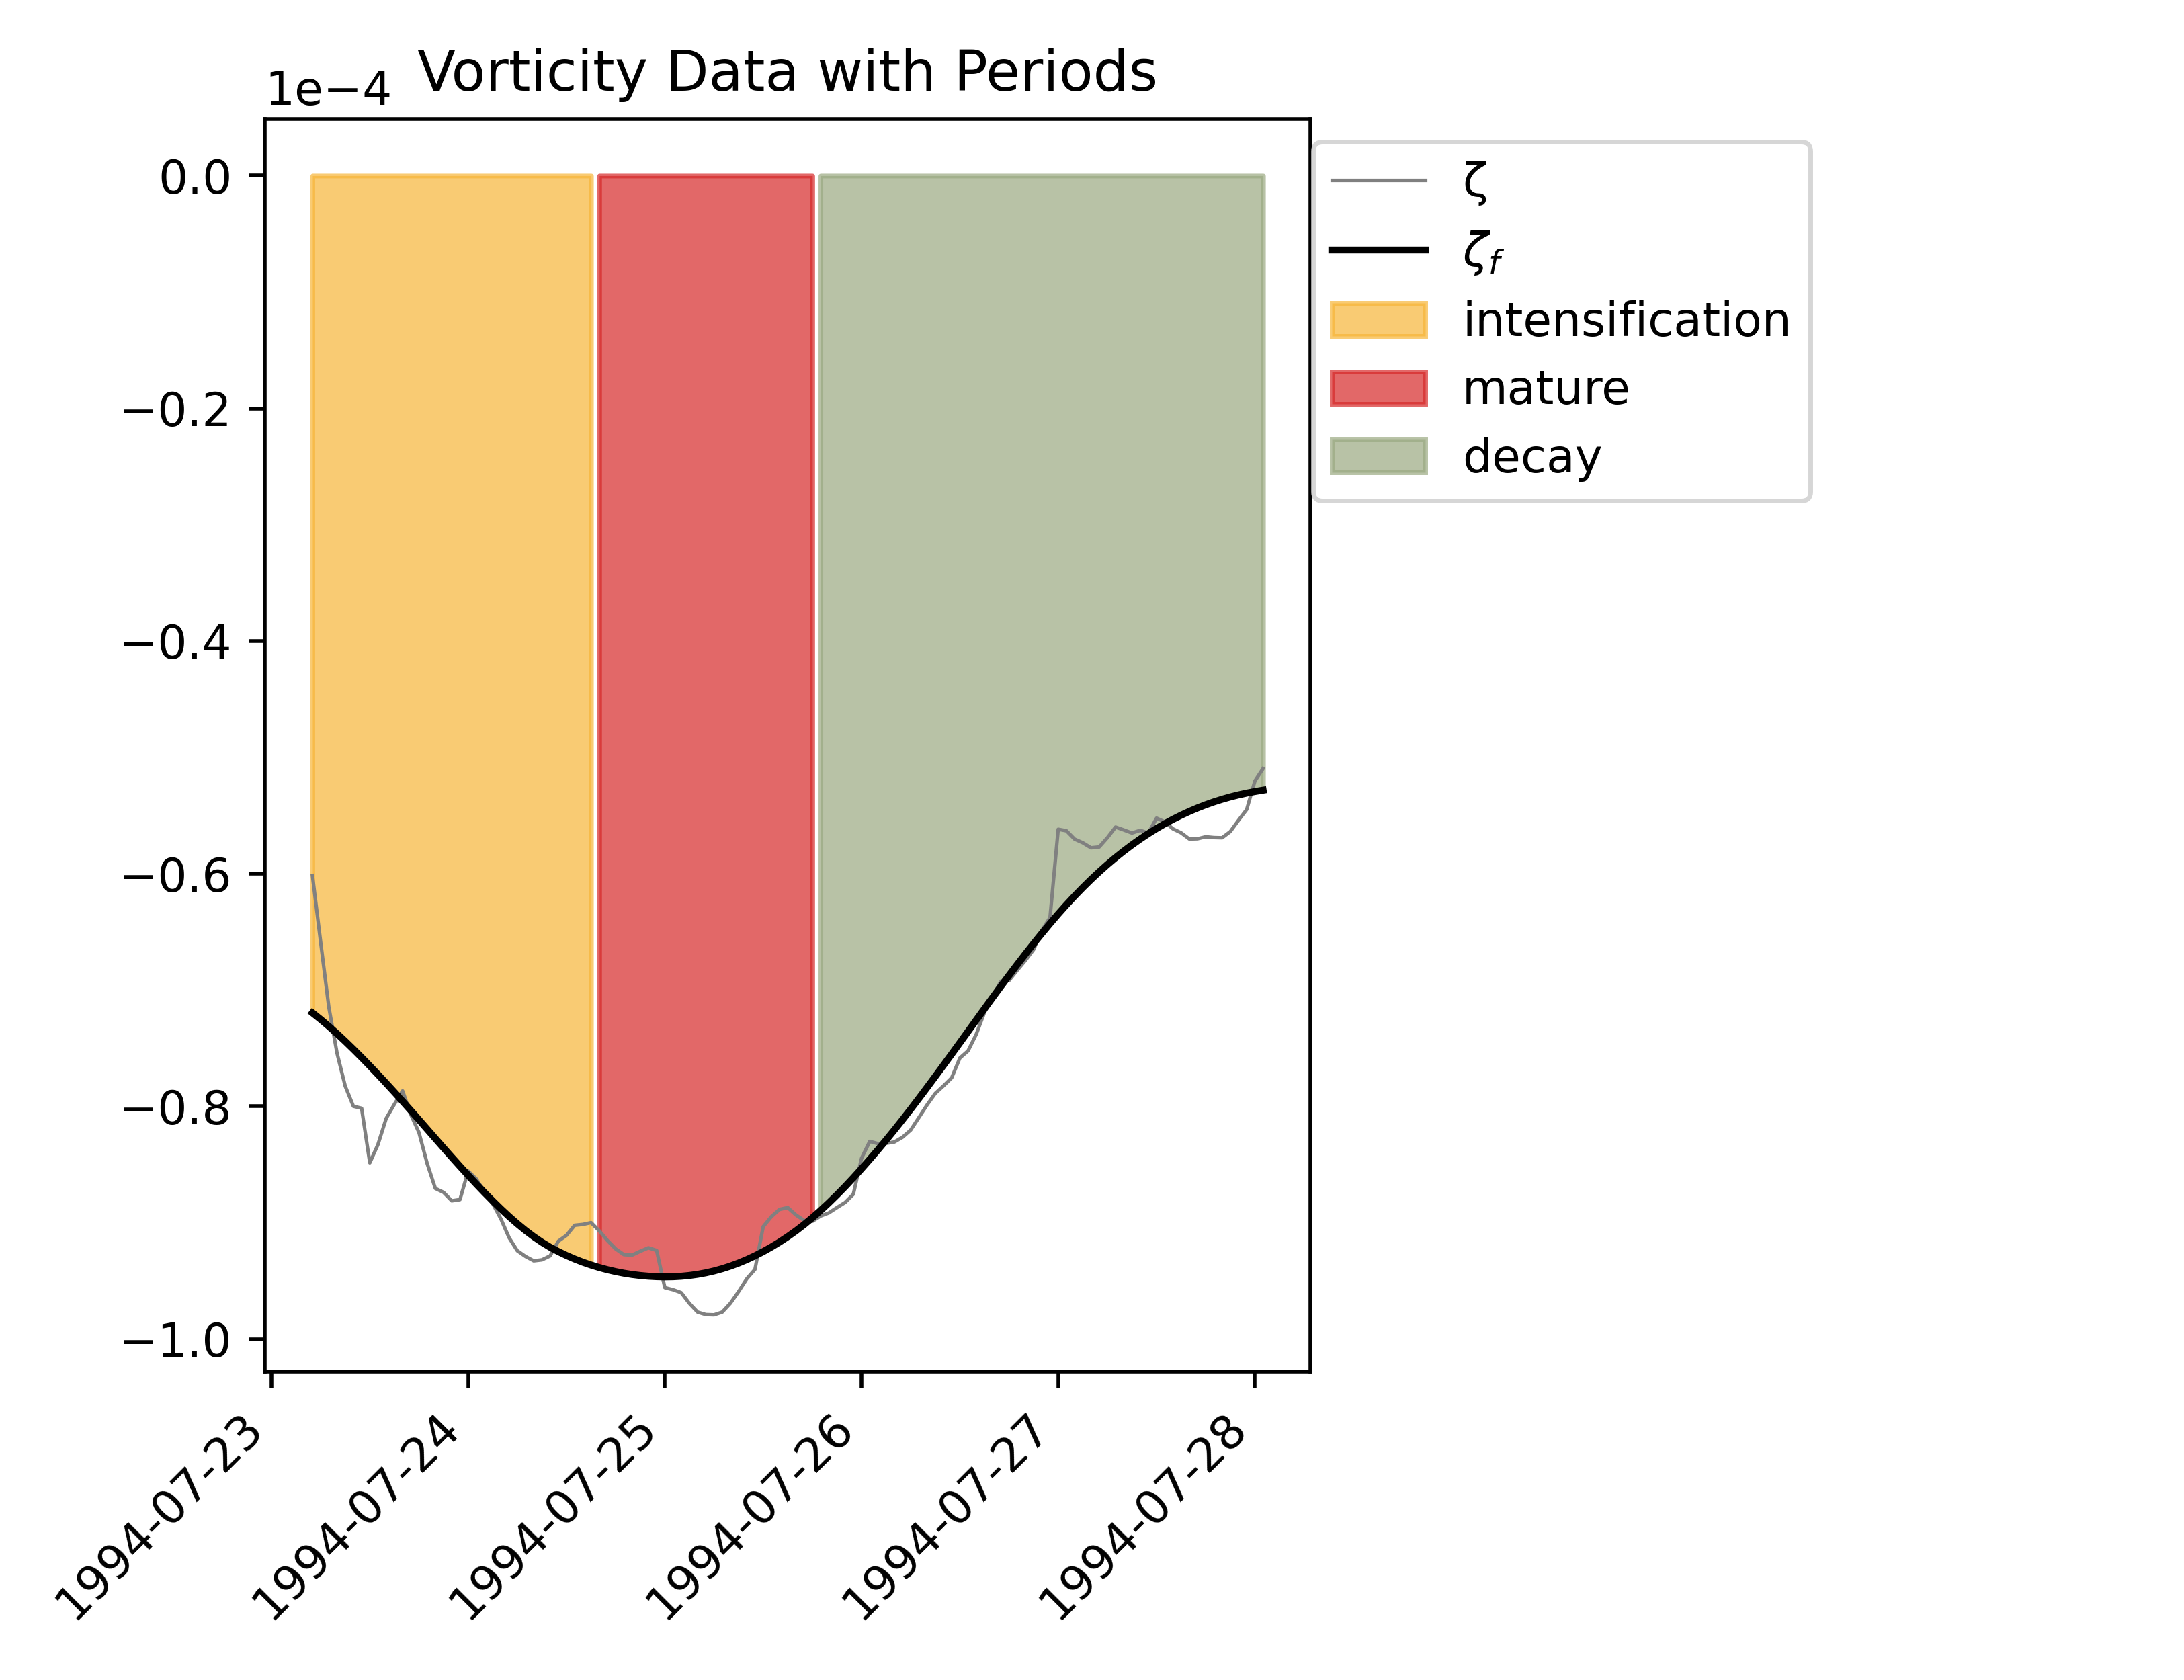 Vorticity Data with Periods
1e−4
0.0
−0.2
−0.4
−0.6
−0.8
−1.0
1994-07-23
1994-07-24
1994-07-25
1994-07-26
1994-07-27
1994-07-28
ζ
ζf
intensification
mature
decay